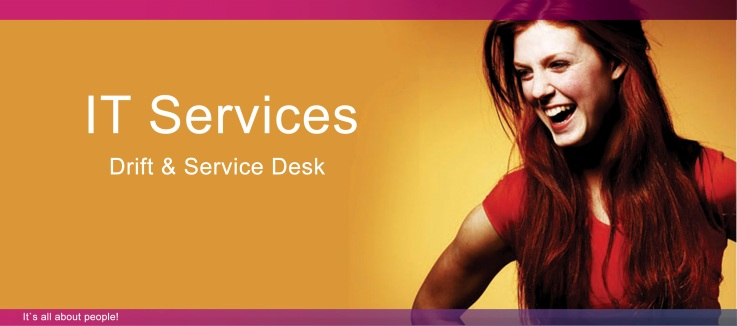 IT Services
Drift & Service Desk
It`s all about people!